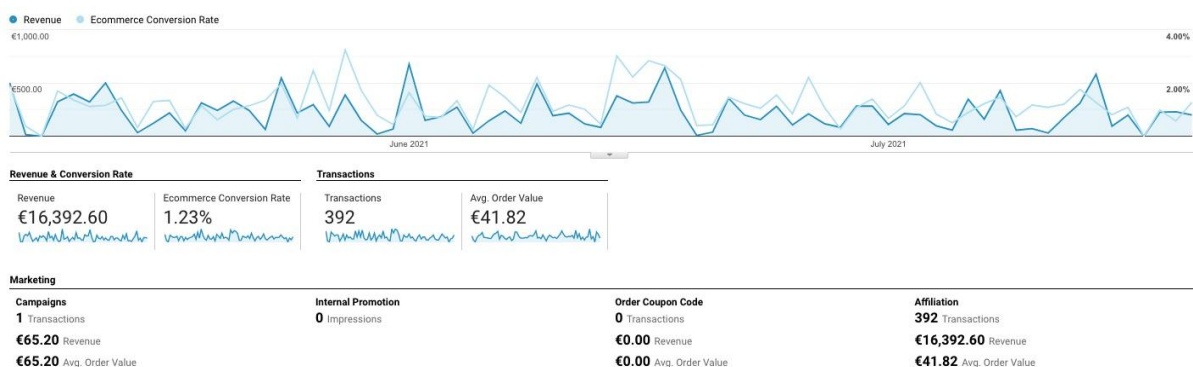 Revenue Ecommerce Conversion Rate
€1,000.00 4.00%
€500.00 2.00%
June 2021 July 2021
Revenue & Conversion Rate Transactions
Revenue Ecommerce Conversion Rate Transactions Avg. Order Value
€16,392.60 1.23% 392 €41.82
Marketing
Campaigns Internal Promotion Order Coupon Code Affiliation
1 Transactions 0 Impressions 0 Transactions 392 Transactions
€65.20 Revenue €0.00 Revenue €16,392.60 Revenue
€65.20 Avg. Order Value €0.00 Avg. Order Value €41.82 Avg. Order Value